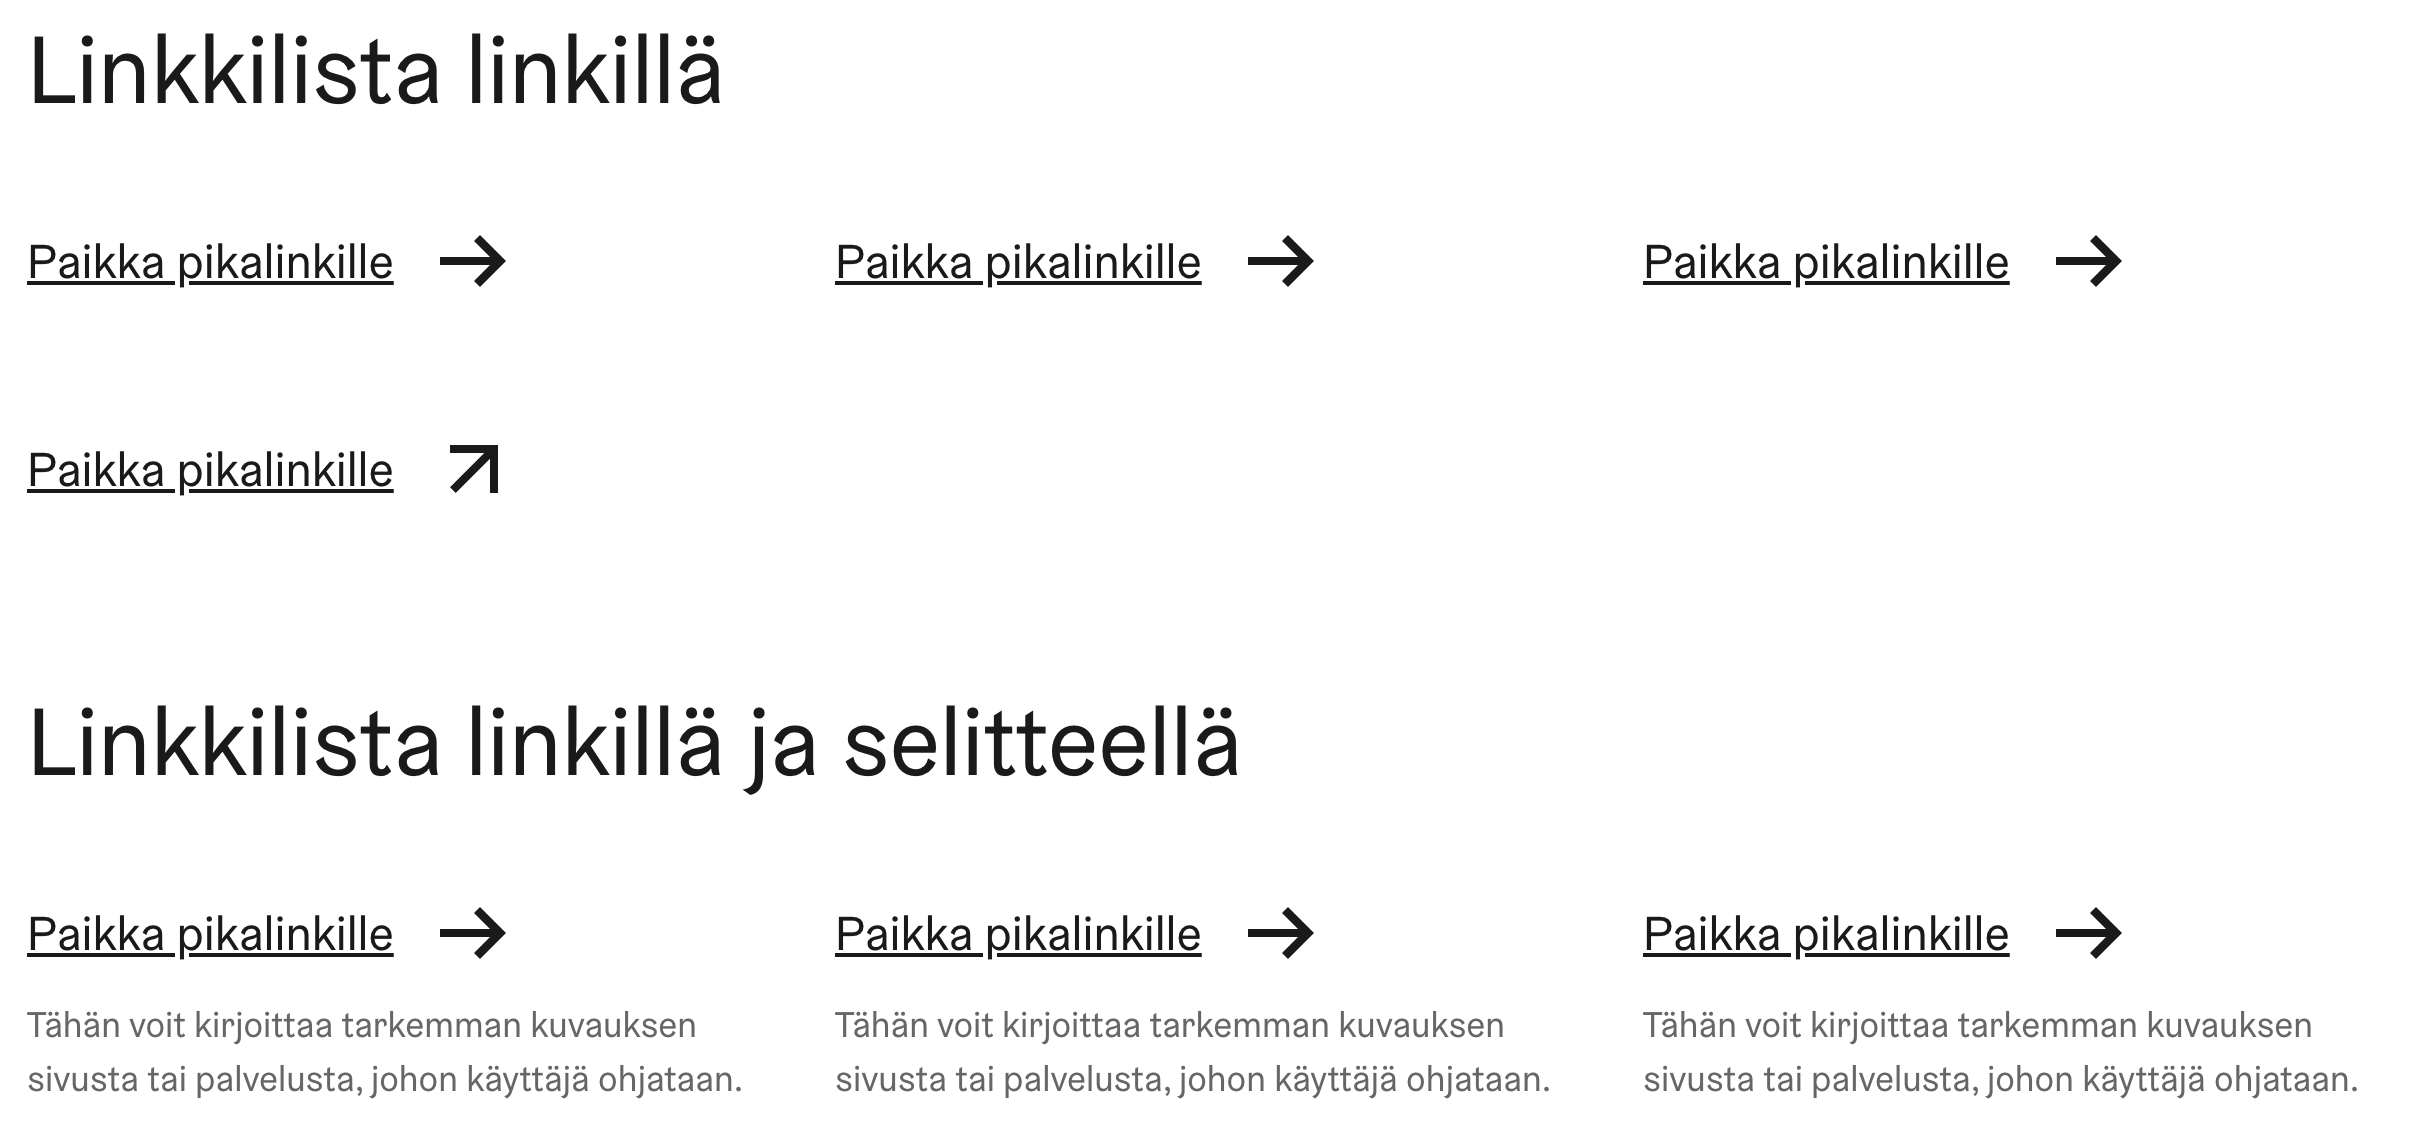 Linkkilista linkillä
Paikka pikalinkille
Paikka pikalinkille
Paikka pikalinkille
Paikka pikalinkille
Linkkilista linkillä ja selitteellä
Paikka pikalinkille
Tähän voit kirjoittaa tarkemman kuvauksen
sivusta tai palvelusta, johon käyttäjä ohjataan.
Paikka pikalinkille
Tähän voit kirjoittaa tarkemman kuvauksen
sivusta tai palvelusta, johon käyttäjä ohjataan.
Paikka pikalinkille
Tähän voit kirjoittaa tarkemman kuvauksen
sivusta tai palvelusta, johon käyttäjä ohjataan.